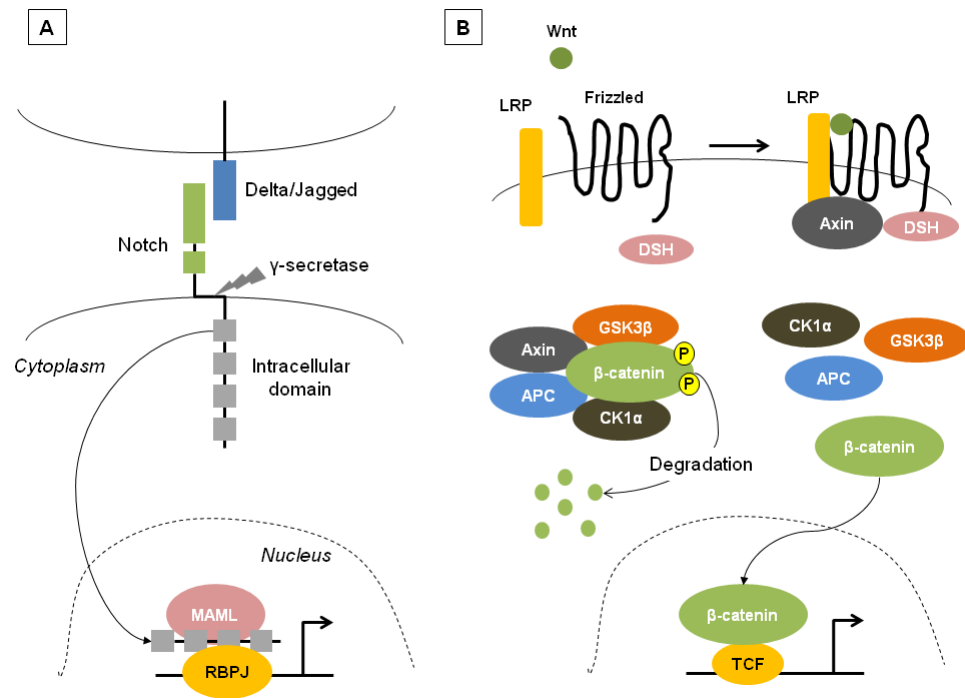 A
Delta/Jagged
Notch
γ-secretase
Cytoplasm
Intracellular
domain
Nucleus
MAML
RBPJ
B
Wnt
LRP
Frizzled
DSH
LRP
Axin
DSH
GSK3β
Axin
β-catenin
P
P
APC
CK1α
Degradation
CK1α
GSK3β
APC
β-catenin
β-catenin
TCF